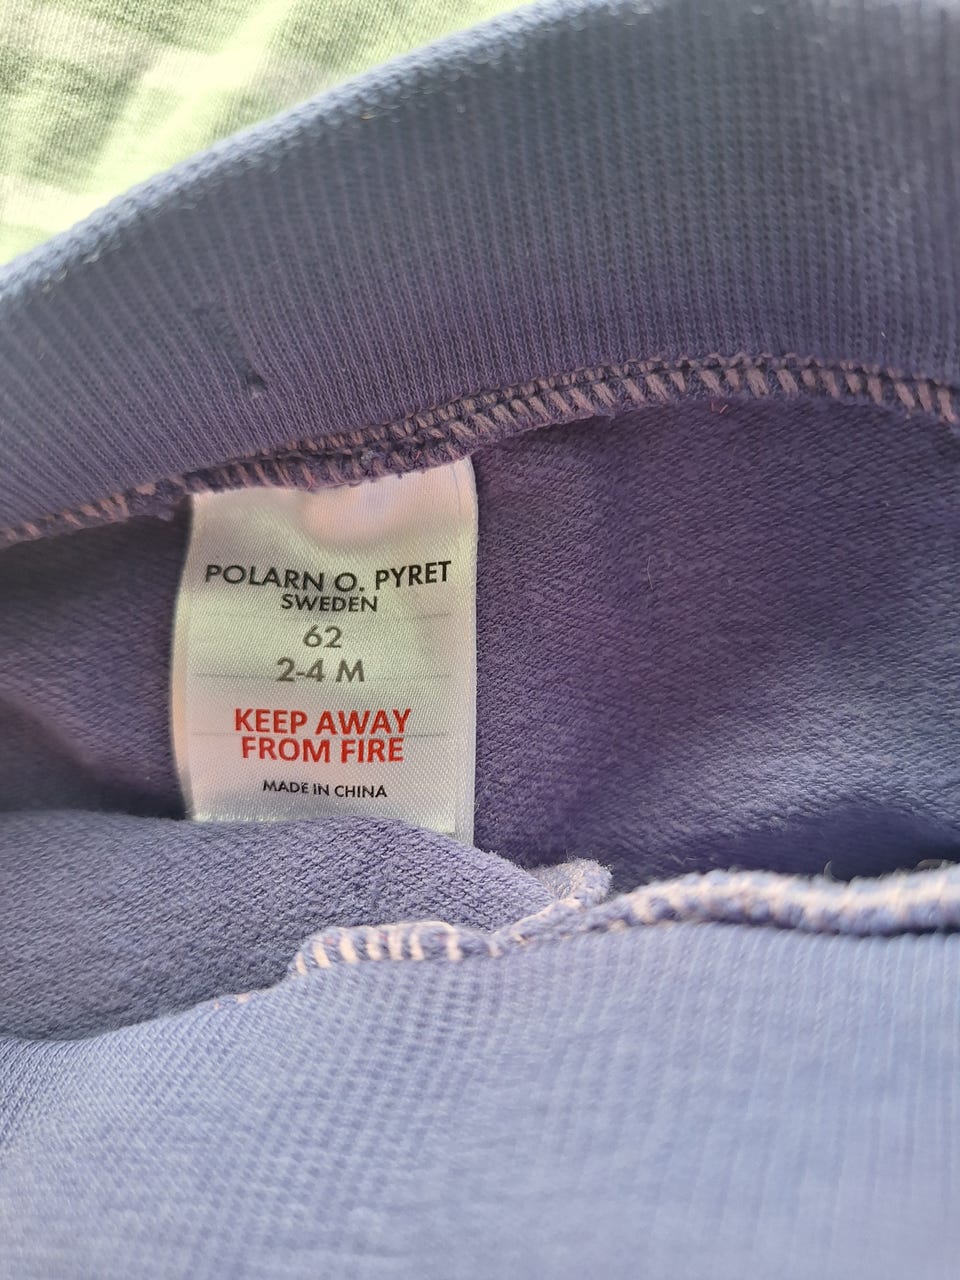 POLARN O. PYRET
SWEDEN
62
2-4 M
KEEP AWAY
FROM FIRE
MADE IN CHINA